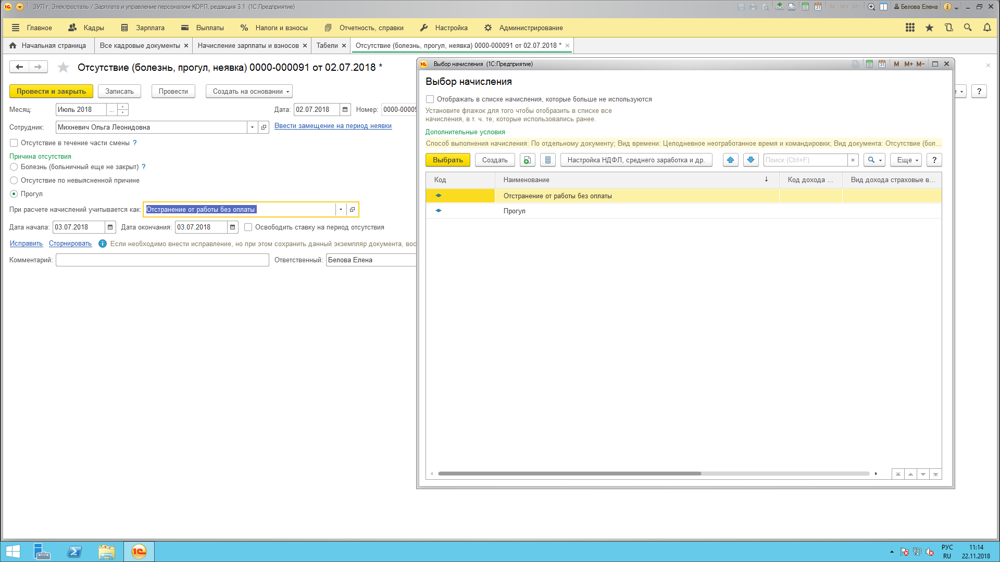 ЗУП г. Электросталь / Зарплата и управление персоналом КОРП, редакция 3.1 (1С:Предприятие)
M M+ M- Белова Елена
Главное Кадры Зарплата Выплаты Налоги и взносы Отчетность, справки Настройка Администрирование
Начальная страница Все кадровые документы × Начисление зарплаты и взносов × Табели × Отсутствие (болезнь, прогул, неявка) 0000-000091 от 02.07.2018 * ×
Отсутствие (болезнь, прогул, неявка) 0000-000091 от 02.07.2018 *
Провести и закрыть Записать Провести Создать на основании ?
Месяц: Июль 2018 ... Дата: 02.07.2018 Номер: 0000-00009
Сотрудник: Михневич Ольга Леонидовна Ввести замещение на период неявки
Отсутствие в течение части смены ?
Причина отсутствия
Болезнь (больничный еще не закрыт) ?
Отсутствие по невыясненной причине
Прогул
При расчете начислений учитывается как: Отстранение от работы без оплаты
Дата начала: 03.07.2018 Дата окончания: 03.07.2018 Освободить ставку на период отсутствия
Исправить Сторнировать Если необходимо внести исправление, но при этом сохранить данный экземпляр документа, вос
Комментарий: Ответственный: Белова Елена
Выбор начисления (1С:Предприятие) M M+ M-
Выбор начисления
Отображать в списке начисления, которые больше не используются
Установите флажок для того чтобы отобразить в списке все
начисления, в т. ч. те, которые использовались ранее.
Дополнительные условия
Способ выполнения начисления: По отдельному документу; Вид времени: Целодневное неотработанное время и командировки; Вид документа: Отсутствие (бол...
Выбрать Создать Настройка НДФЛ, среднего заработка и др. Поиск (Ctrl+F) × Еще ?
Код Наименование ↓ Код дохода ... Вид дохода страховые в...
Отстранение от работы без оплаты
Прогул
РУС 11:14
RU 22.11.2018